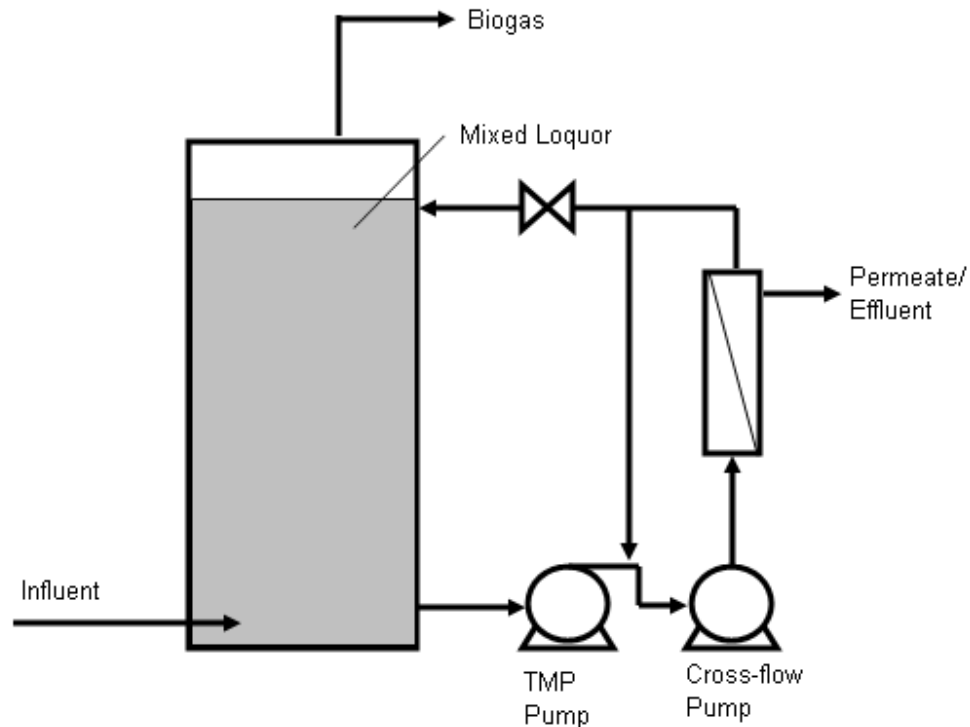 Biogas
Mixed Loquor
Permeate/
Effluent
Influent
TMP
Pump
Cross-flow
Pump